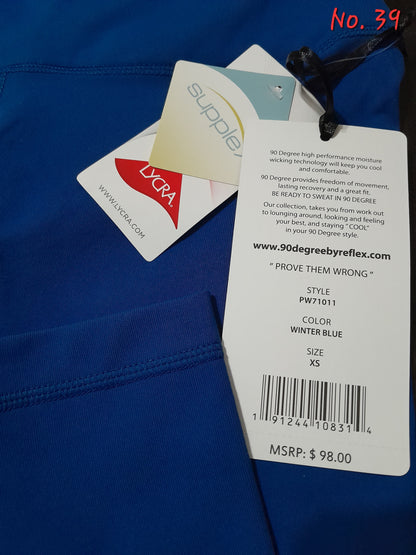 No. 39
supplex
LYCRA®
WWW.LYCRA.COM
90 Degree high performance moisture
wicking technology will keep you cool
and comfortable.
90 Degree provides freedom of movement,
lasting recovery and a great fit.
BE READY TO SWEAT IN 90 DEGREE
Our collection, takes you from work out
to lounging around, looking and feeling
your best, and staying "COOL"
in your 90 Degree style.
www.90degreebyreflex.com
" PROVE THEM WRONG "
STYLE
PW71011
COLOR
WINTER BLUE
SIZE
XS
1 91244 10831 4
MSRP: $ 98.00